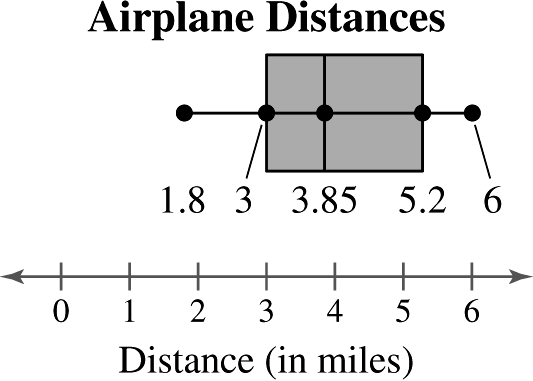 Airplane Distances
1.8 3 3.85 5.2 6
0 1 2 3 4 5 6
Distance (in miles)